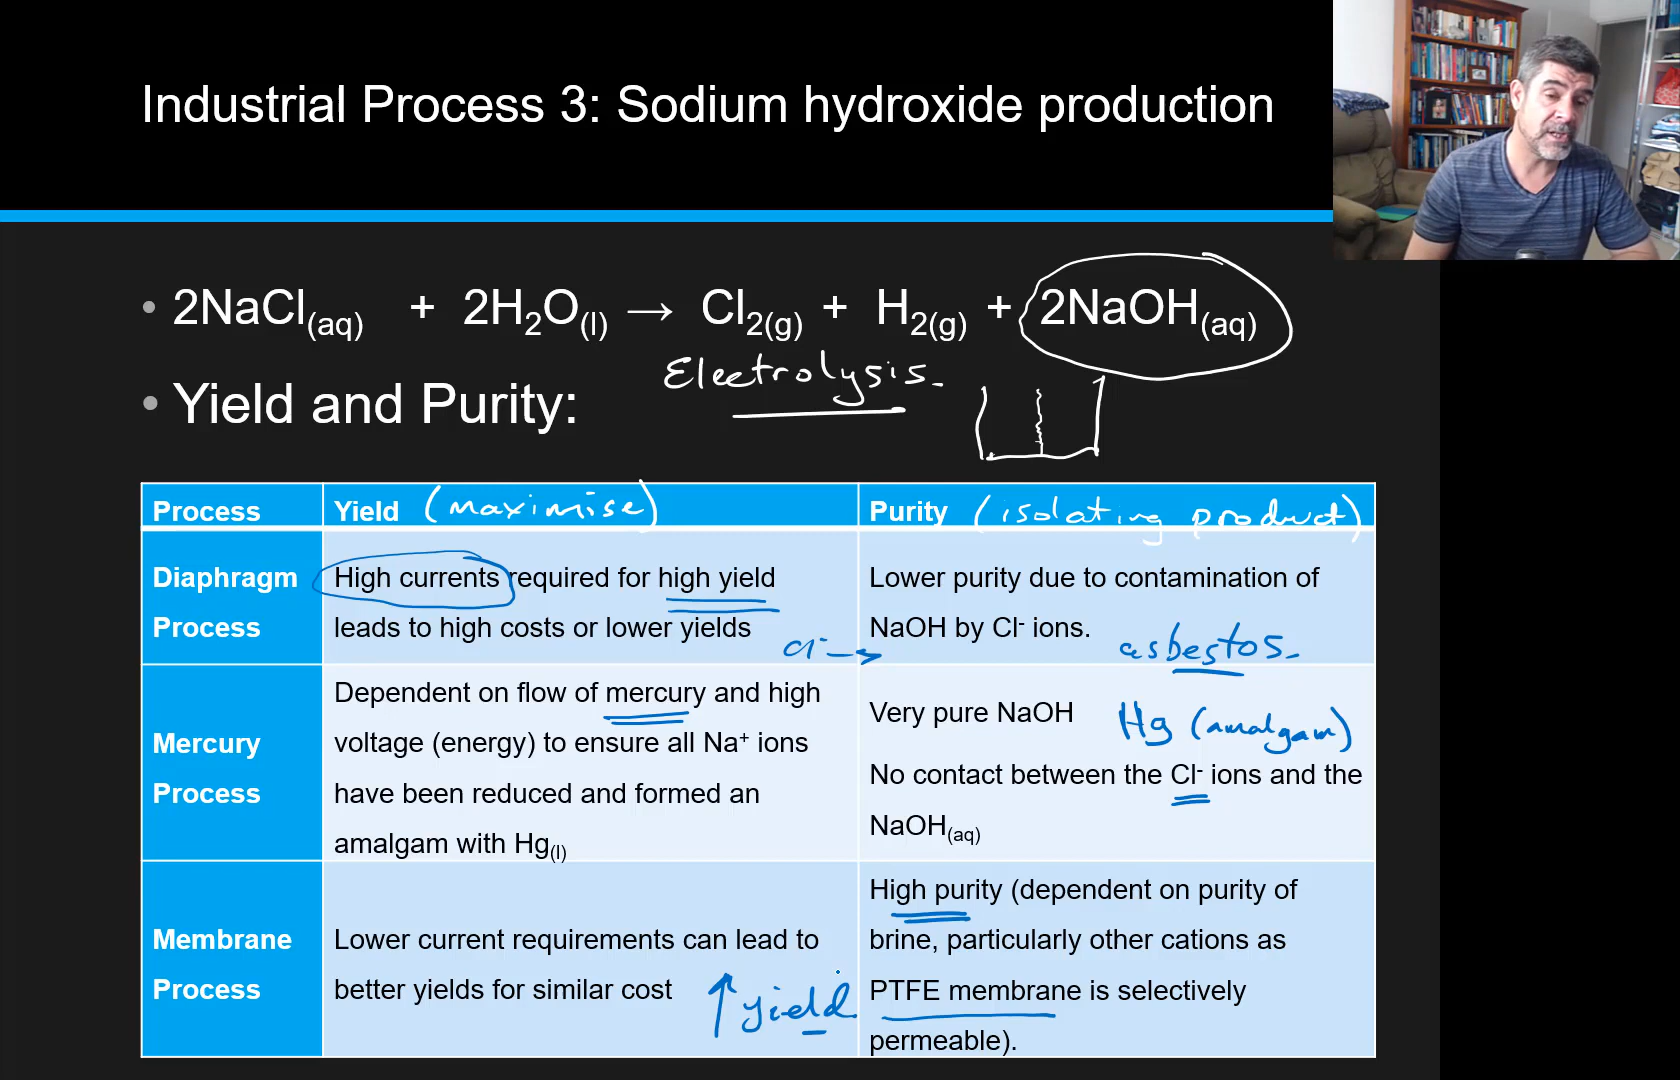 Industrial Process 3: Sodium hydroxide production
• 2NaCl(aq) + 2H2O(l) → Cl2(g) + H2(g) + 2NaOH(aq)
Electrolysis.
• Yield and Purity:
Process Yield (maximise) Purity (isolating product)
Diaphragm Process
High currents required for high yield
leads to high costs or lower yields
Cl- →
Lower purity due to contamination of
NaOH by Cl- ions. asbestos.
Mercury Process
Dependent on flow of mercury and high
voltage (energy) to ensure all Na+ ions
have been reduced and formed an
amalgam with Hg(l)
Very pure NaOH Hg (amalgam)
No contact between the Cl- ions and the
NaOH(aq)
Membrane Process
Lower current requirements can lead to
better yields for similar cost ↑ yield
High purity (dependent on purity of
brine, particularly other cations as
PTFE membrane is selectively
permeable).